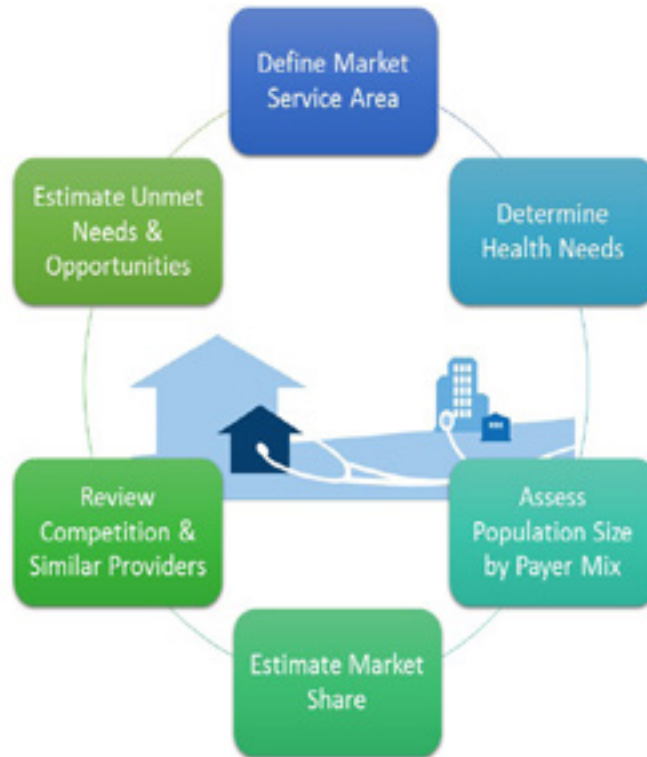 Define Market
Service Area
Determine
Health Needs
Assess
Population Size
by Payer Mix
Estimate Market
Share
Review
Competition &
Similar Providers
Estimate Unmet
Needs &
Opportunities